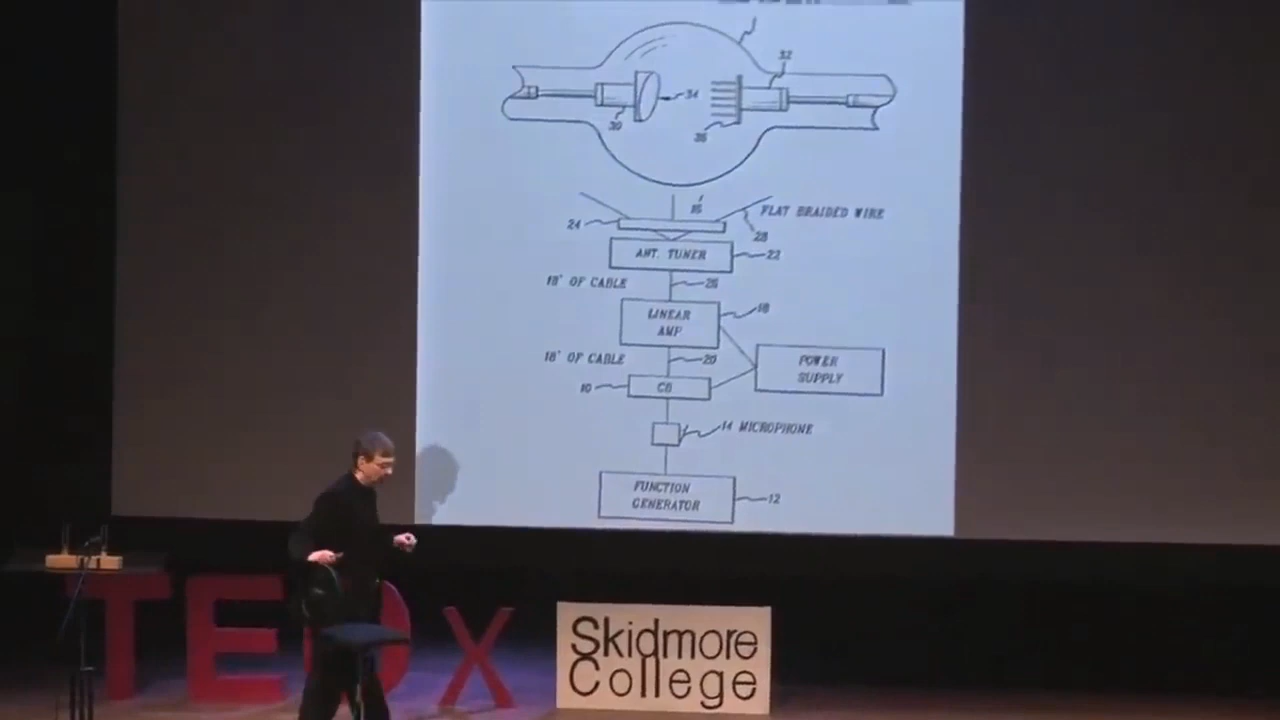 32
34
30
36
16'
FLAT BRAIDED WIRE
24
28
ANT. TUNER
22
18" OF CABLE
26
LINEAR
AMP
18
18" OF CABLE
20
POWER
SUPPLY
10
CB
14 MICROPHONE
FUNCTION
GENERATOR
12
TEDx
Skidmore
College